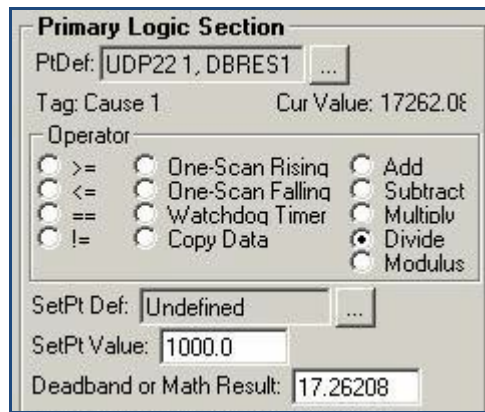 Primary Logic Section
PtDef: UDP22 1, DBRES1 ...
Tag: Cause 1 Cur Value: 17262.08
Operator
>= One-Scan Rising Add
<= One-Scan Falling Subtract
== Watchdog Timer Multiply
!= Copy Data Divide
Modulus
SetPt Def: Undefined ...
SetPt Value: 1000.0
Deadband or Math Result: 17.26208